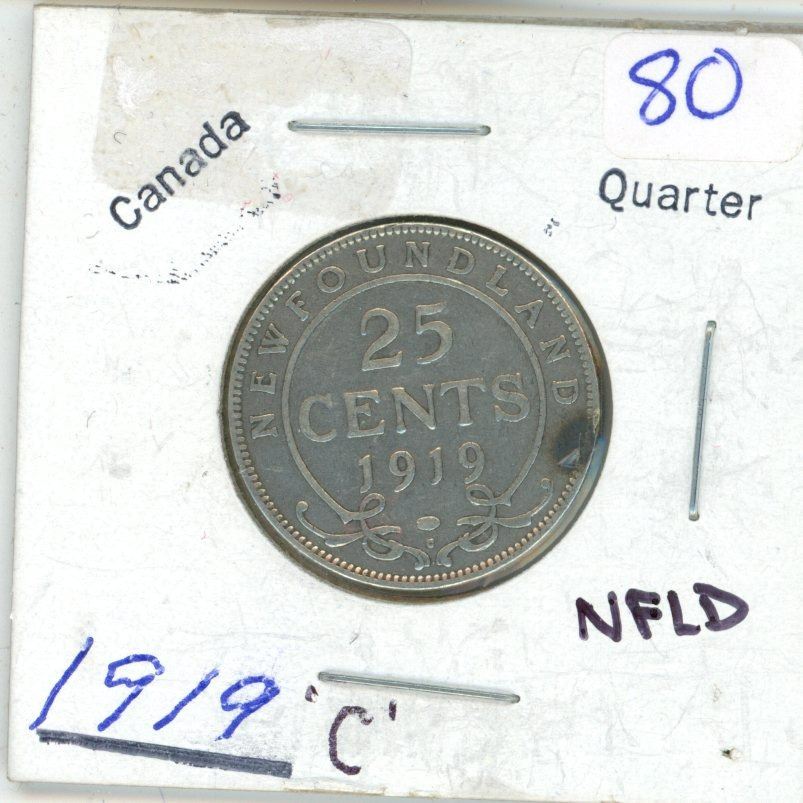 80
Canada
Quarter
NEWFOUNDLAND
25
CENTS
1919
C
NFLD
1919 'C'